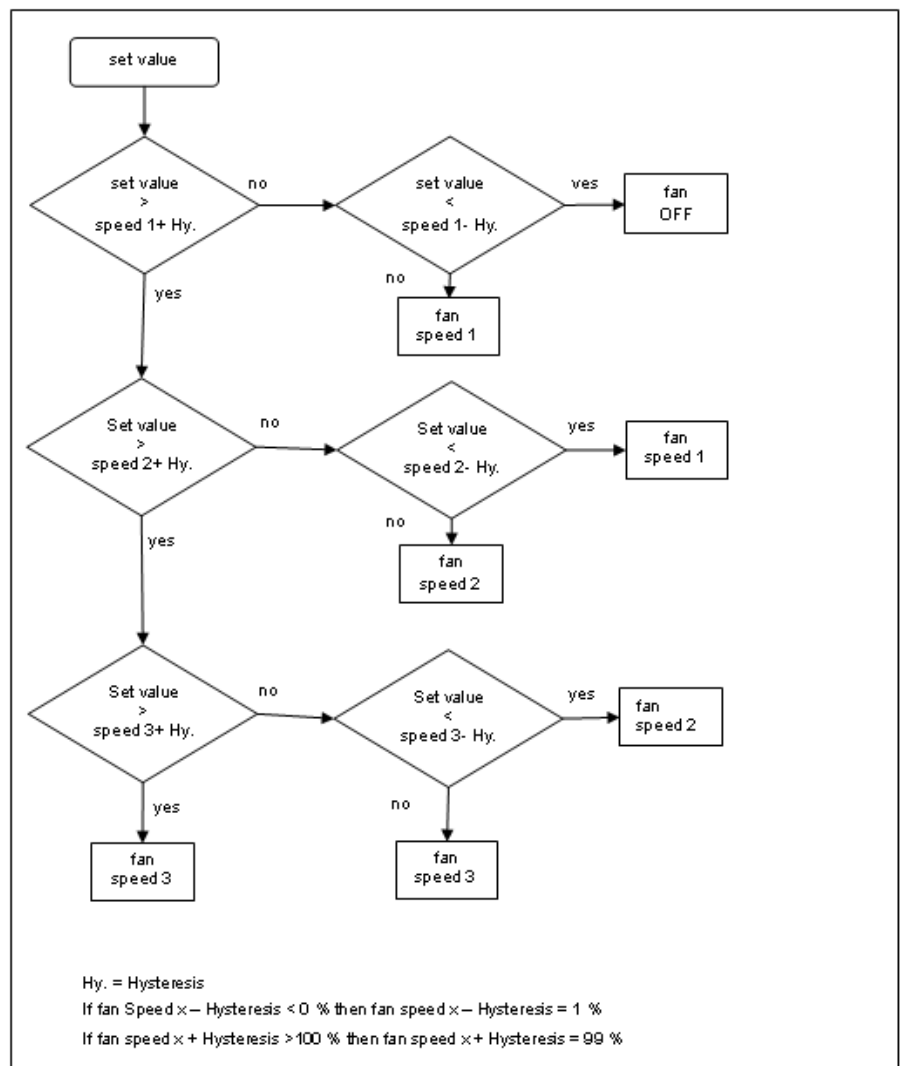 set value
set value
>
speed 1+ Hy.
no
set value
<
speed 1- Hy.
yes
fan
OFF
no
fan
speed 1
yes
Set value
>
speed 2+ Hy.
no
Set value
<
speed 2- Hy.
yes
fan
speed 1
no
fan
speed 2
yes
Set value
>
speed 3+ Hy.
no
Set value
<
speed 3- Hy.
yes
fan
speed 2
yes
fan
speed 3
no
fan
speed 3
Hy. = Hysteresis
If fan Speed x – Hysteresis < 0 % then fan speed x – Hysteresis = 1 %
If fan speed x + Hysteresis >100 % then fan speed x + Hysteresis = 99 %